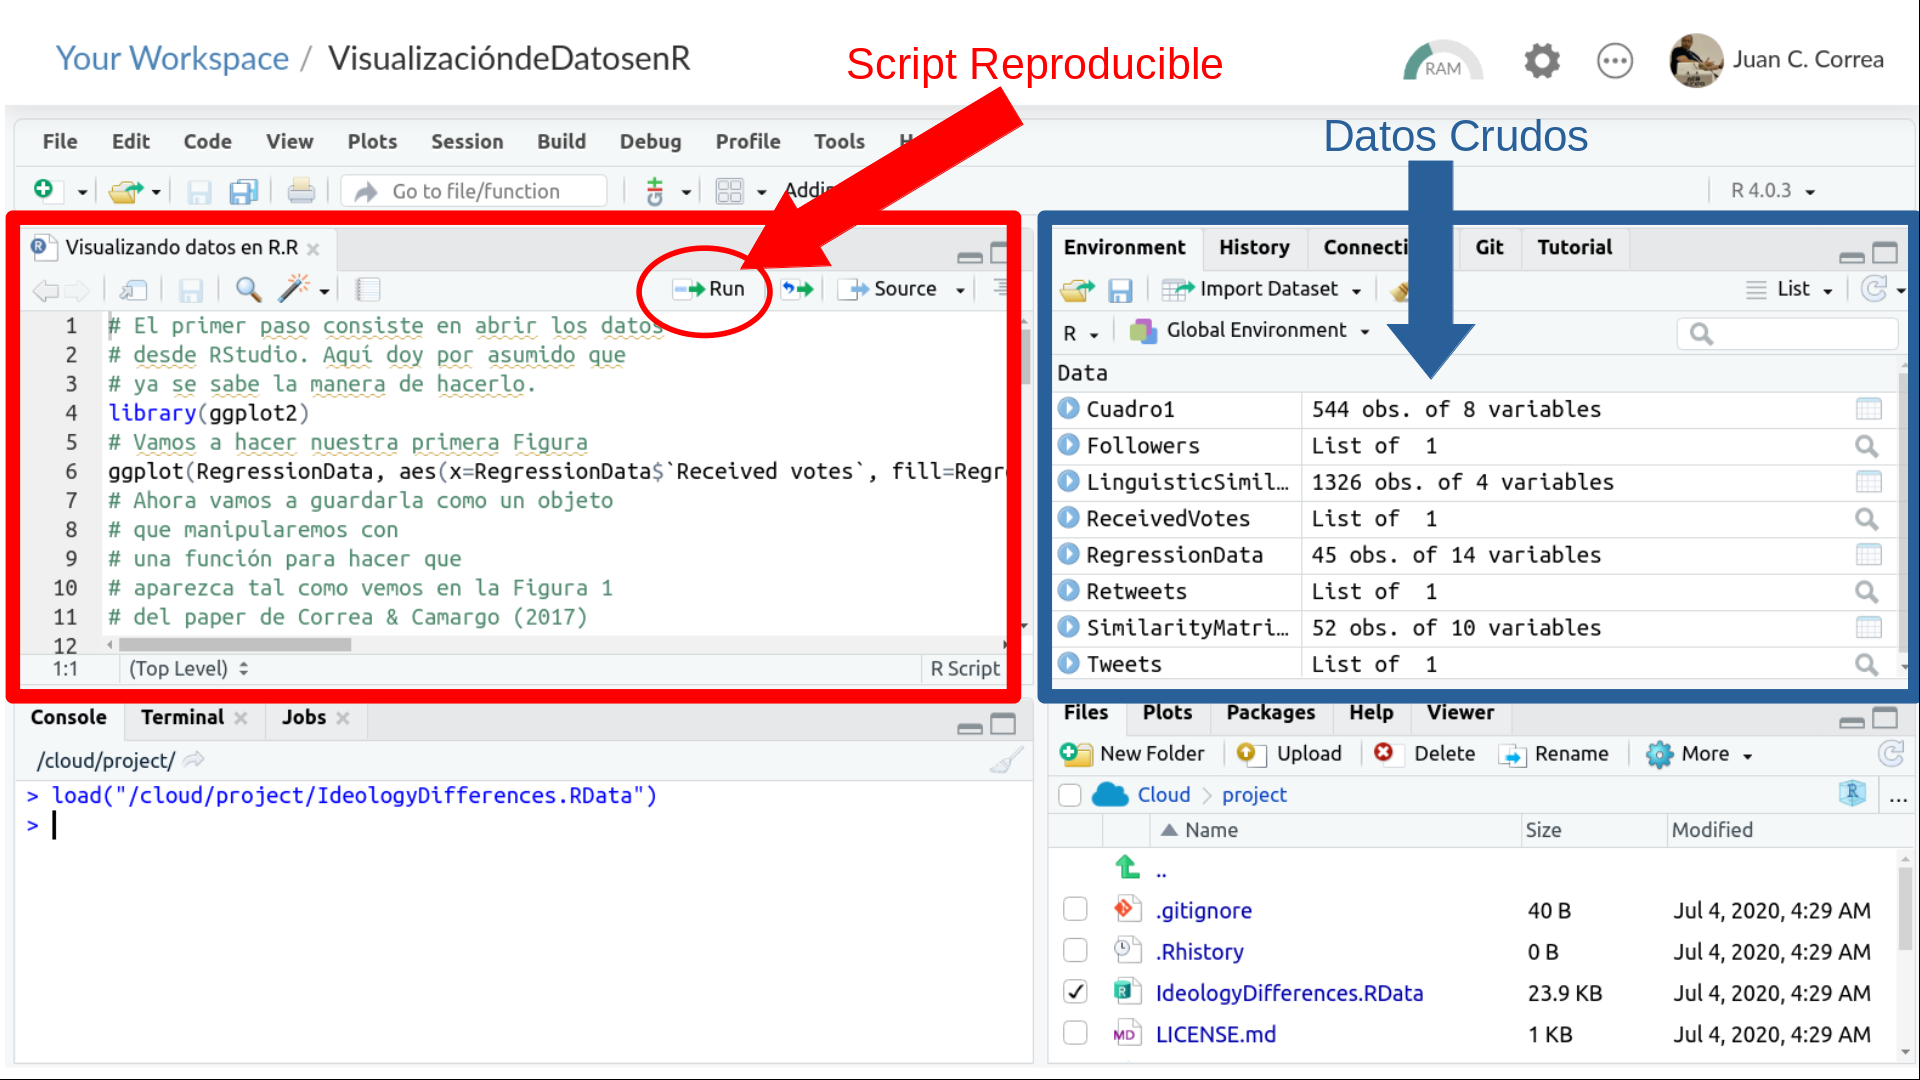 Your Workspace / VisualizacióndeDatosenR
Script Reproducible
RAM
Juan C. Correa
Datos Crudos
File Edit Code View Plots Session Build Debug Profile Tools
Go to file/function
R 4.0.3
Visualizando datos en R.R
Run
Source
1 # El primer paso consiste en abrir los datos
2 # desde RStudio. Aquí doy por asumido que
3 # ya se sabe la manera de hacerlo.
4 library(ggplot2)
5 # Vamos a hacer nuestra primera Figura
6 ggplot(RegressionData, aes(x=RegressionData$`Received votes`, fill=Regr
7 # Ahora vamos a guardarla como un objeto
8 # que manipularemos con
9 # una función para hacer que
10 # aparezca tal como vemos en la Figura 1
11 # del paper de Correa & Camargo (2017)
12
1:1 (Top Level) R Script
Environment History Connecti Git Tutorial
Import Dataset
List
R Global Environment
Data
Cuadro1 544 obs. of 8 variables
Followers List of 1
LinguisticSimil… 1326 obs. of 4 variables
ReceivedVotes List of 1
RegressionData 45 obs. of 14 variables
Retweets List of 1
SimilarityMatri… 52 obs. of 10 variables
Tweets List of 1
Console Terminal Jobs
/cloud/project/
> load("/cloud/project/IdeologyDifferences.RData")
>
Files Plots Packages Help Viewer
New Folder Upload Delete Rename More
Cloud project
R
...
Name Size Modified
..
.gitignore 40 B Jul 4, 2020, 4:29 AM
.Rhistory 0 B Jul 4, 2020, 4:29 AM
IdeologyDifferences.RData 23.9 KB Jul 4, 2020, 4:29 AM
MD LICENSE.md 1 KB Jul 4, 2020, 4:29 AM